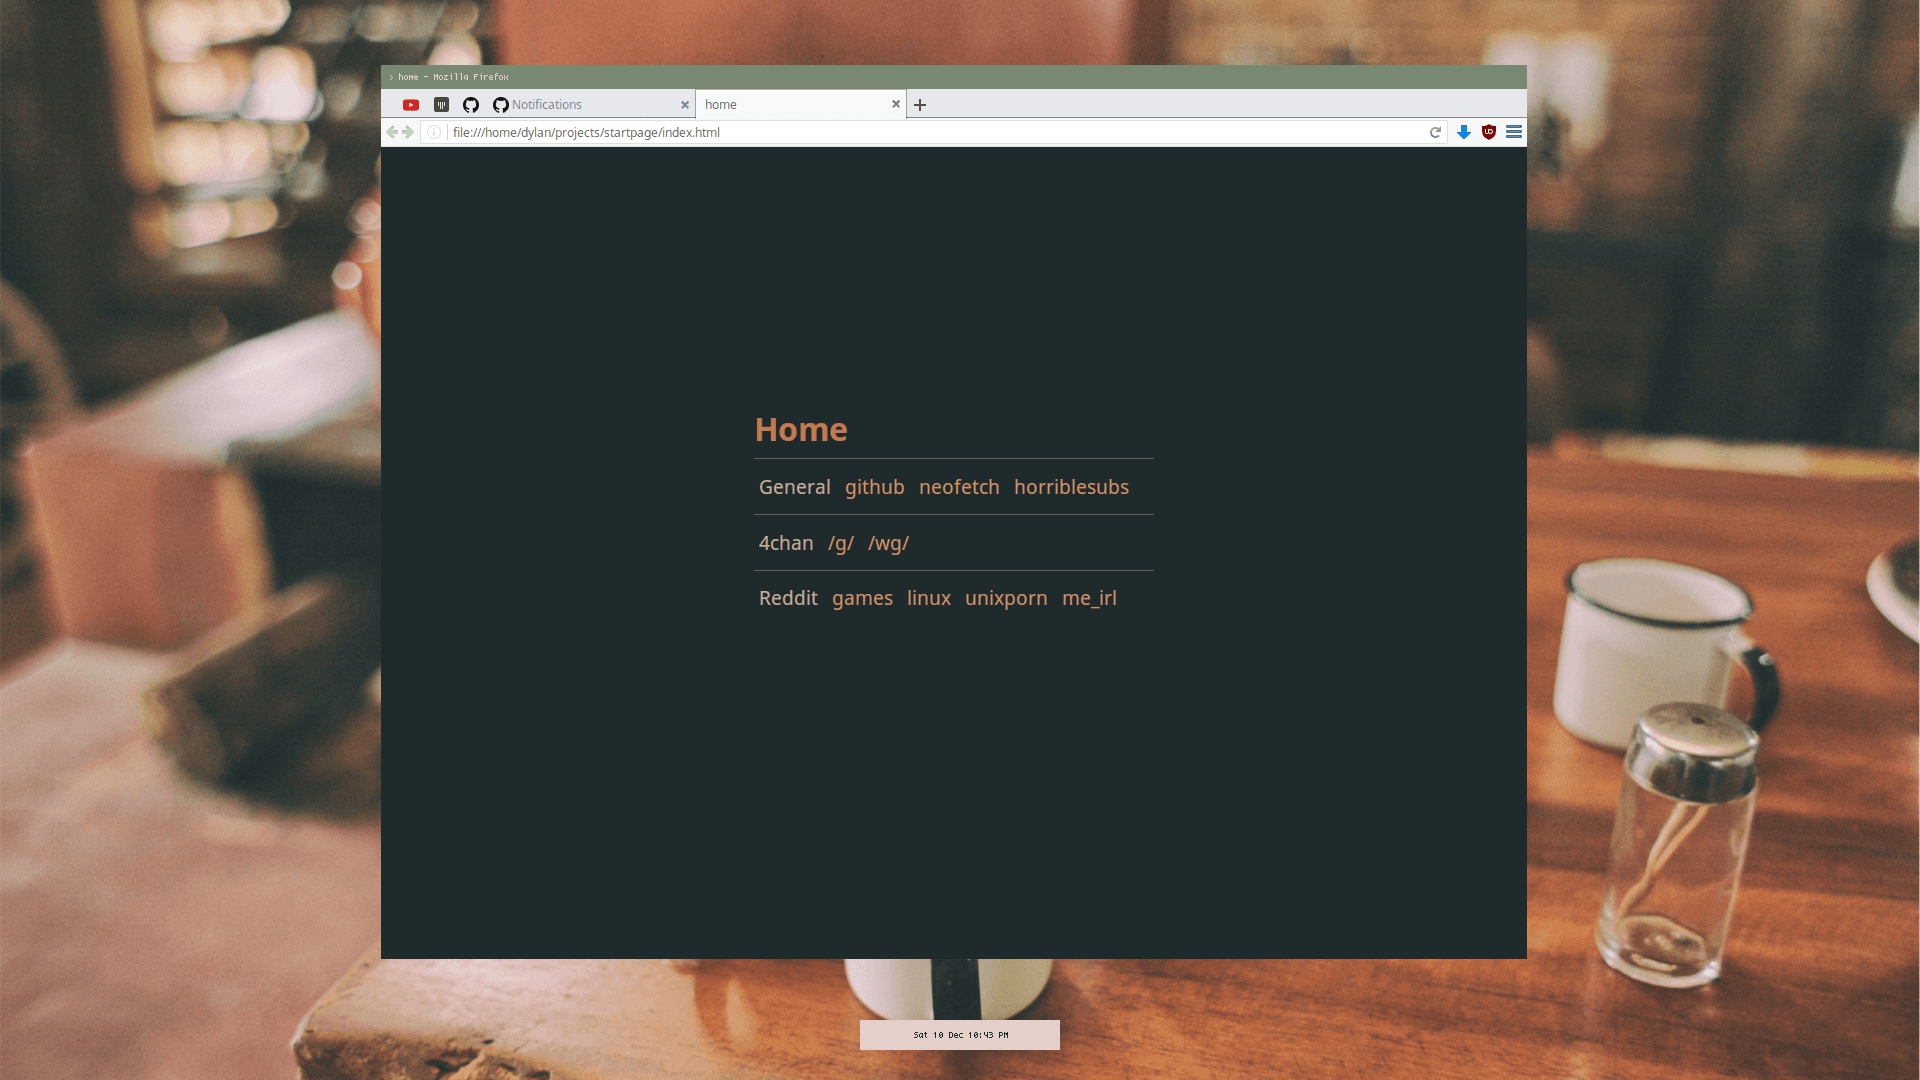 > home - Mozilla Firefox
Notifications
home
file:///home/dylan/projects/startpage/index.html
Home
General github neofetch horriblesubs
4chan /g/ /wg/
Reddit games linux unixporn me_irl
Sat 10 Dec 10:43 PM